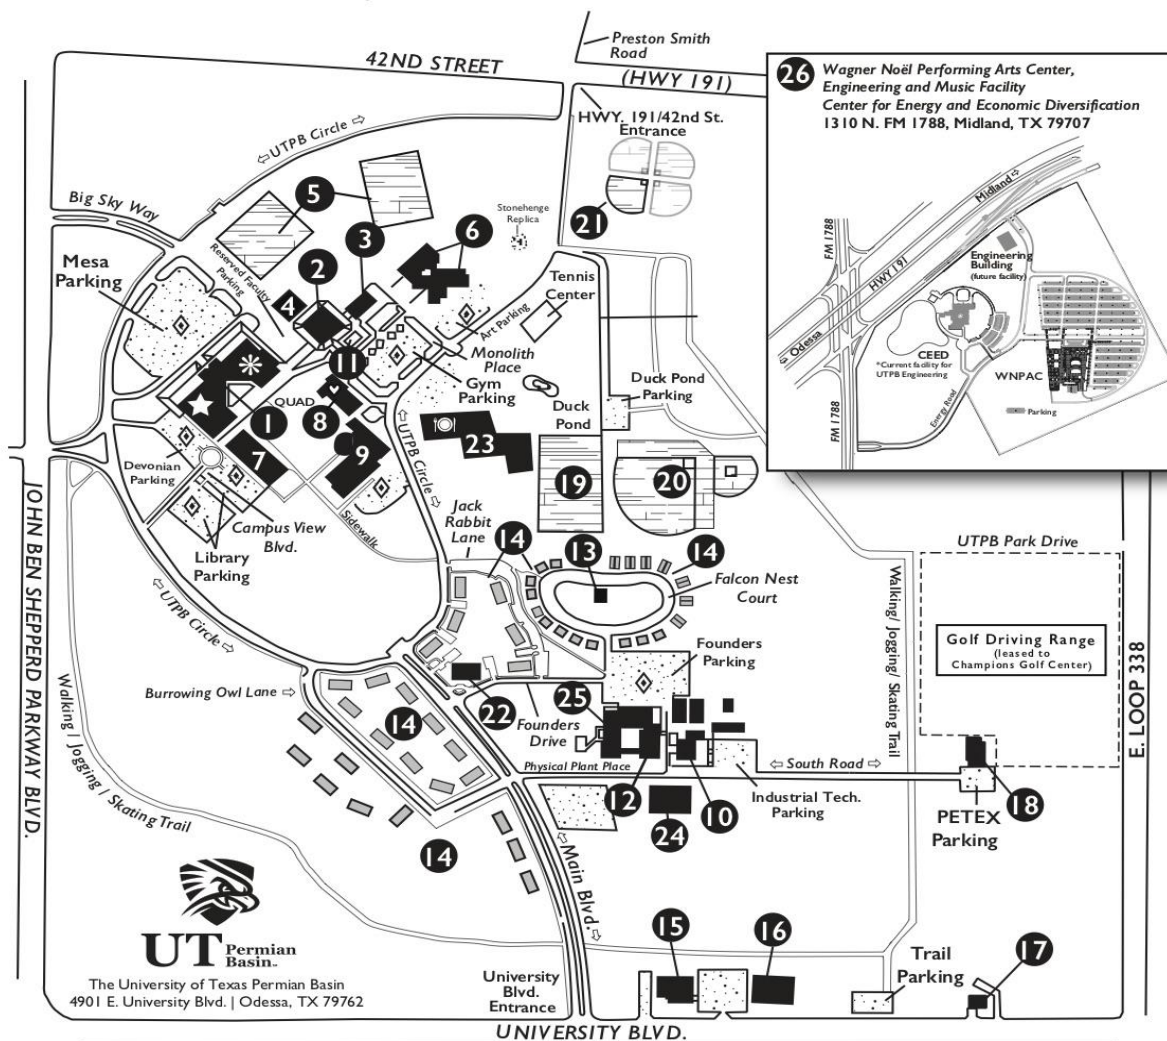 42ND STREET
Preston Smith
Road
(HWY 191)
HWY. 191/42nd St.
Entrance
⇦UTPB Circle⇨
Big Sky Way
5
21
Stonehenge
Replica
3
6
2
Reserved Faculty
Parking
4
Mesa
Parking
Tennis
Center
Art Parking
Monolith
Place
11
Gym
Parking
1
QUAD
8
Duck
Pond
Duck Pond
Parking
7
9
23
⇦UTPB Circle⇨
Devonian
Parking
19
20
Campus View
Blvd.
Sidewalk
Library
Parking
Jack
Rabbit
Lane
14
13
14
Falcon Nest
Court
⇦UTPB Circle⇨
Founders
Parking
Burrowing Owl Lane⇨
14
22
25
Founders
Drive
Physical Plant Place
⇦South Road⇨
12
24
10
Industrial Tech.
Parking
18
PETEX
Parking
14
⇦Main Blvd.⇨
Walking / Jogging / Skating Trail
Walking/ Jogging/ Skating Trail
UTPB Park Drive
Golf Driving Range
(leased to
Champions Golf Center)
E. LOOP 338
JOHN BEN SHEPPERD PARKWAY BLVD.
15
16
Trail
Parking
17
University
Blvd.
Entrance
UNIVERSITY BLVD.
UT Permian
Basin
The University of Texas Permian Basin
4901 E. University Blvd. | Odessa, TX 79762
26
Wagner Noël Performing Arts Center,
Engineering and Music Facility
Center for Energy and Economic Diversification
1310 N. FM 1788, Midland, TX 79707
Midland⇨
FM 1788
HWY 191
Engineering
Building
(future facility)
⇦Odessa
CEED
*Current facility for
UTPB Engineering
WNPAC
FM 1788
Energy Road
Parking